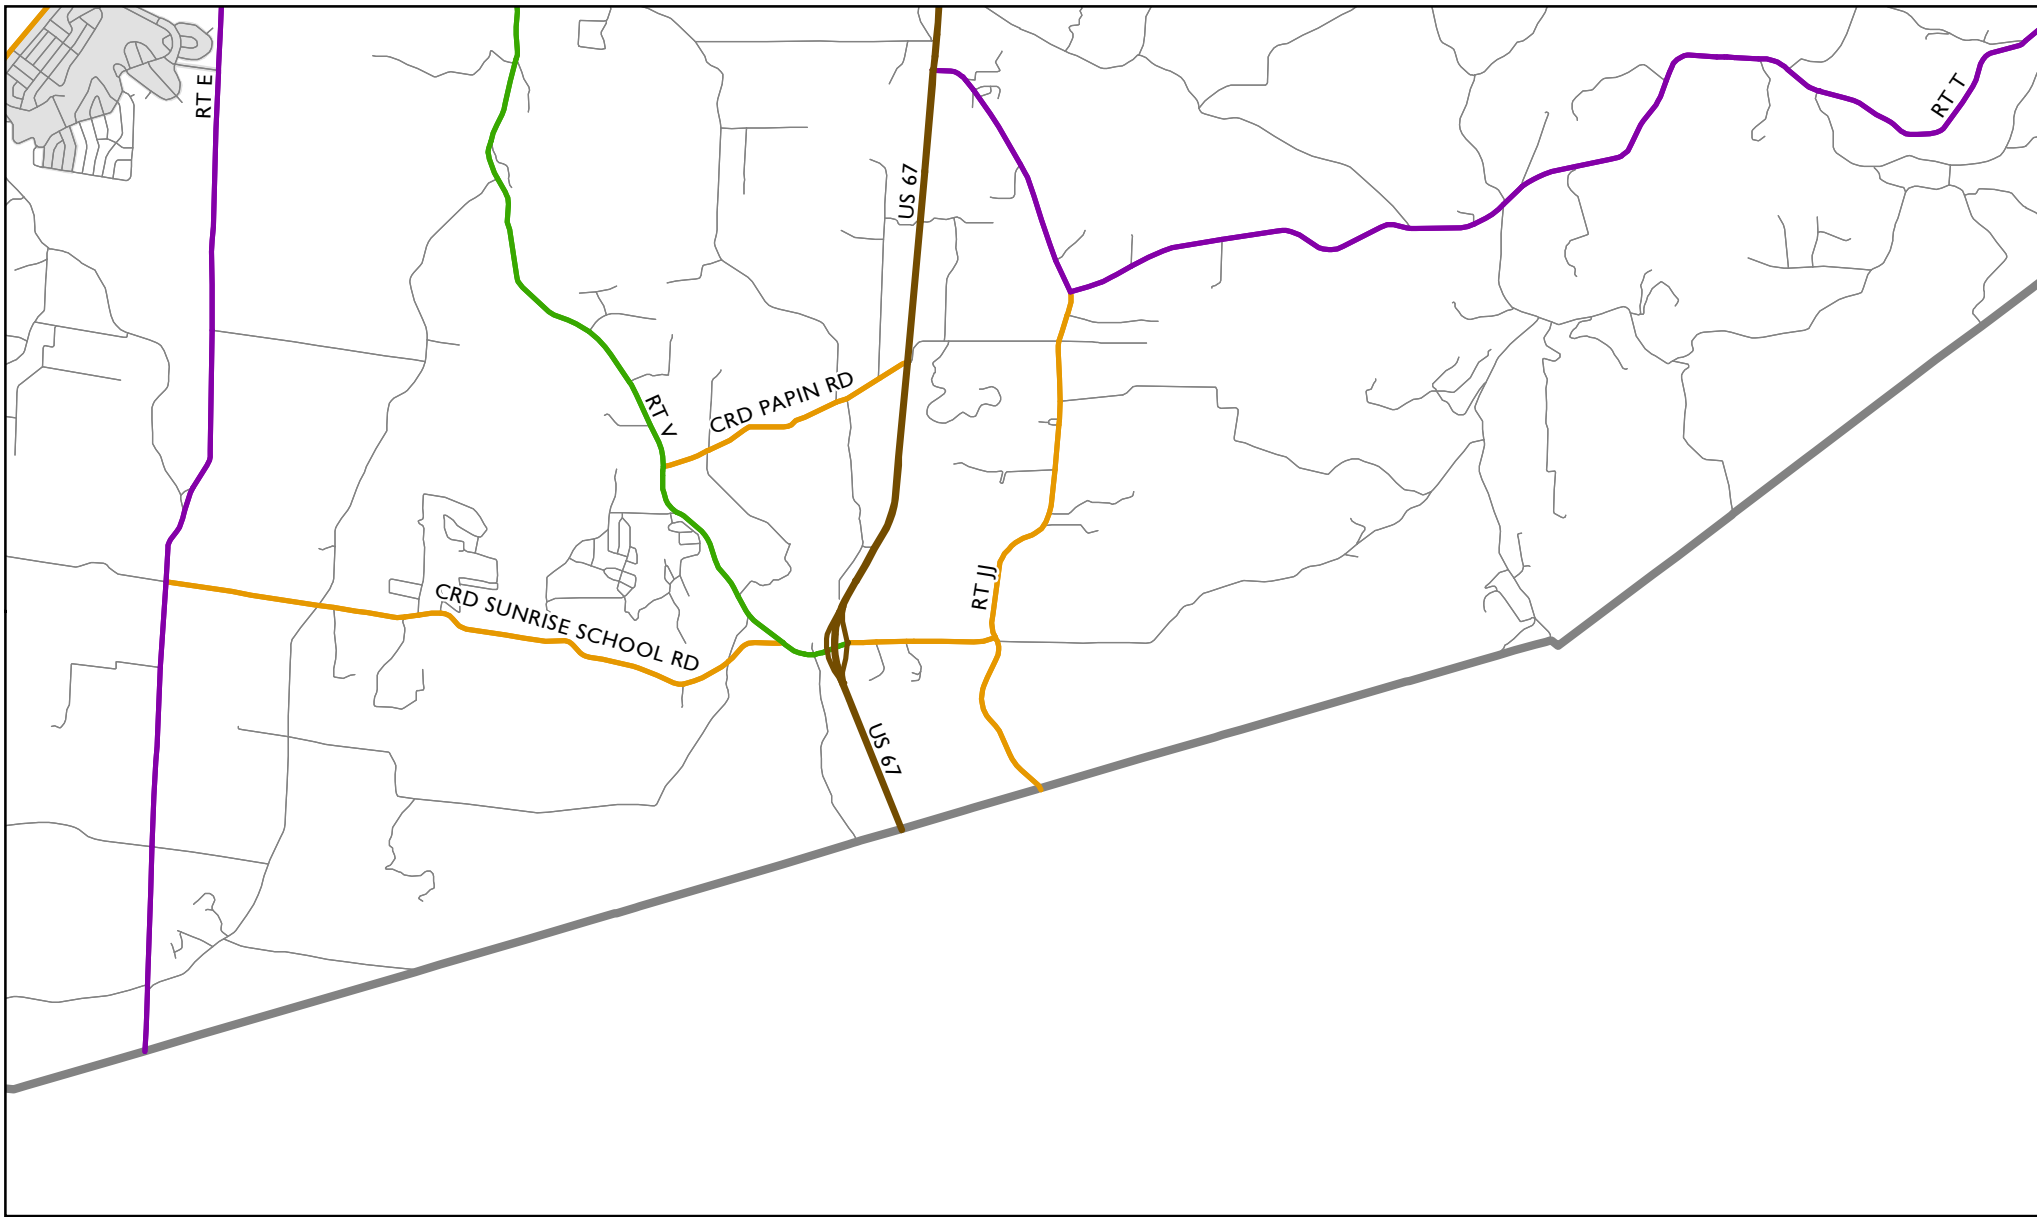 RT E
RT T
US 67
CRD PAPIN RD
RT V
RT JJ
CRD SUNRISE SCHOOL RD
US 67